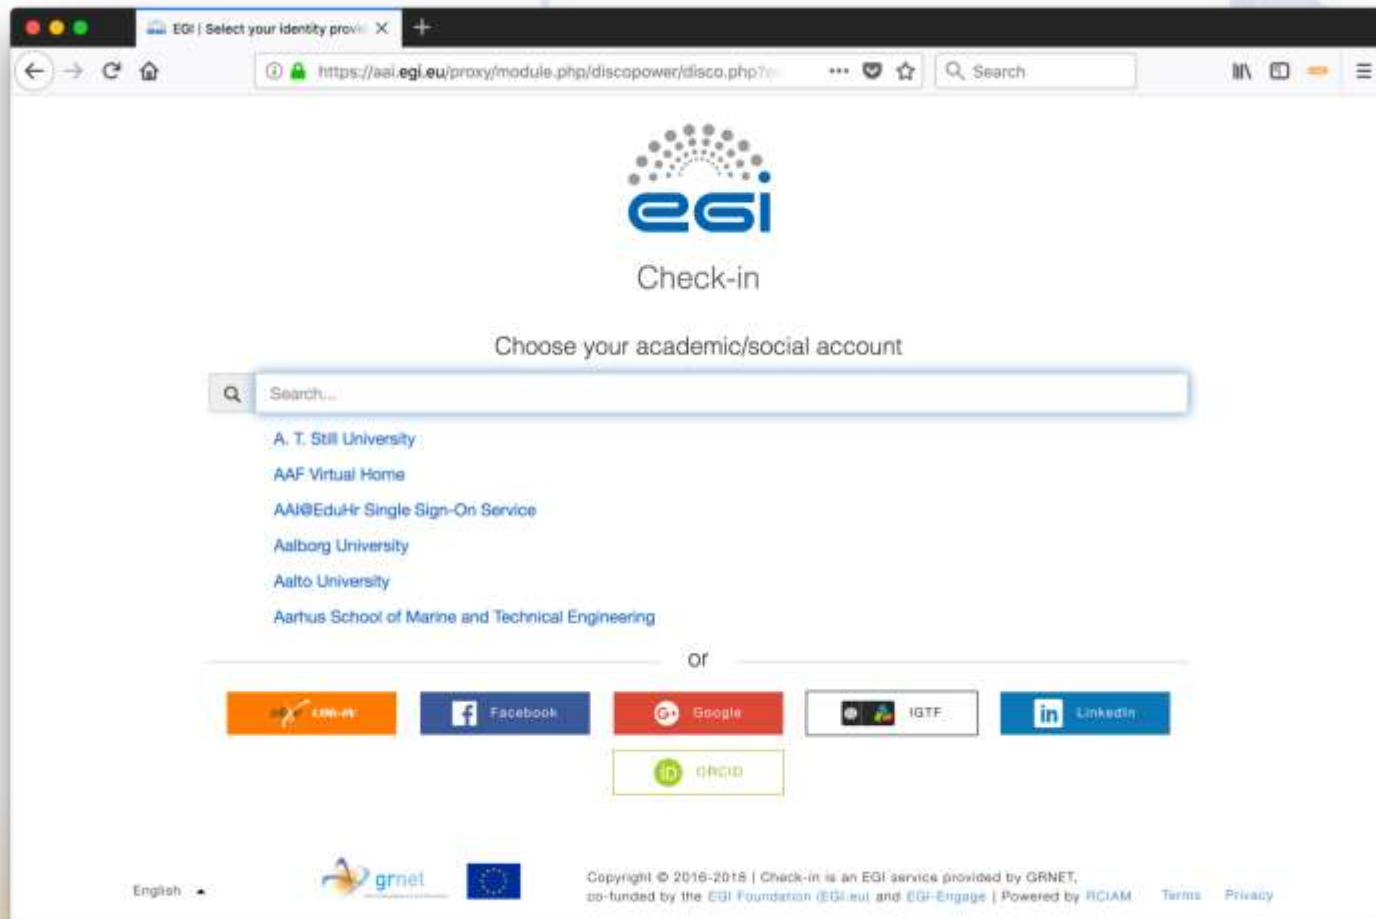 EGI | Select your identity provi
https://aai.egi.eu/proxy/module.php/discopower/disco.php?
Search
egi
Check-in
Choose your academic/social account
Search...
A. T. Still University
AAF Virtual Home
AAI@EduHr Single Sign-On Service
Aalborg University
Aalto University
Aarhus School of Marine and Technical Engineering
or
LOG-IN
Facebook
G+ Google
IGTF
in LinkedIn
iD ORCID
English
grnet
Copyright © 2016-2018 | Check-in is an EGI service provided by GRNET,
co-funded by the EGI Foundation (EGI.eu) and EGI-Engage | Powered by RCIAM
Terms Privacy